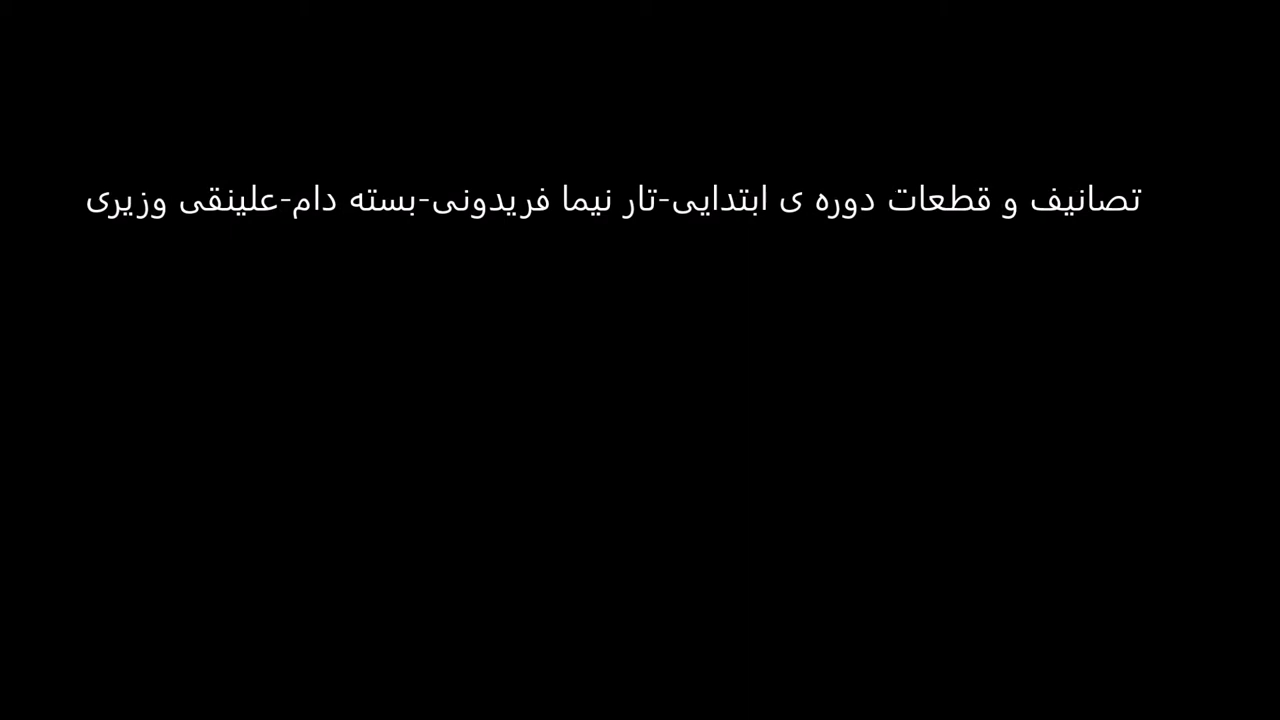 تصانیف و قطعات دوره ی ابتدایی-تار نیما فریدونی-بسته دام-علینقی وزیری